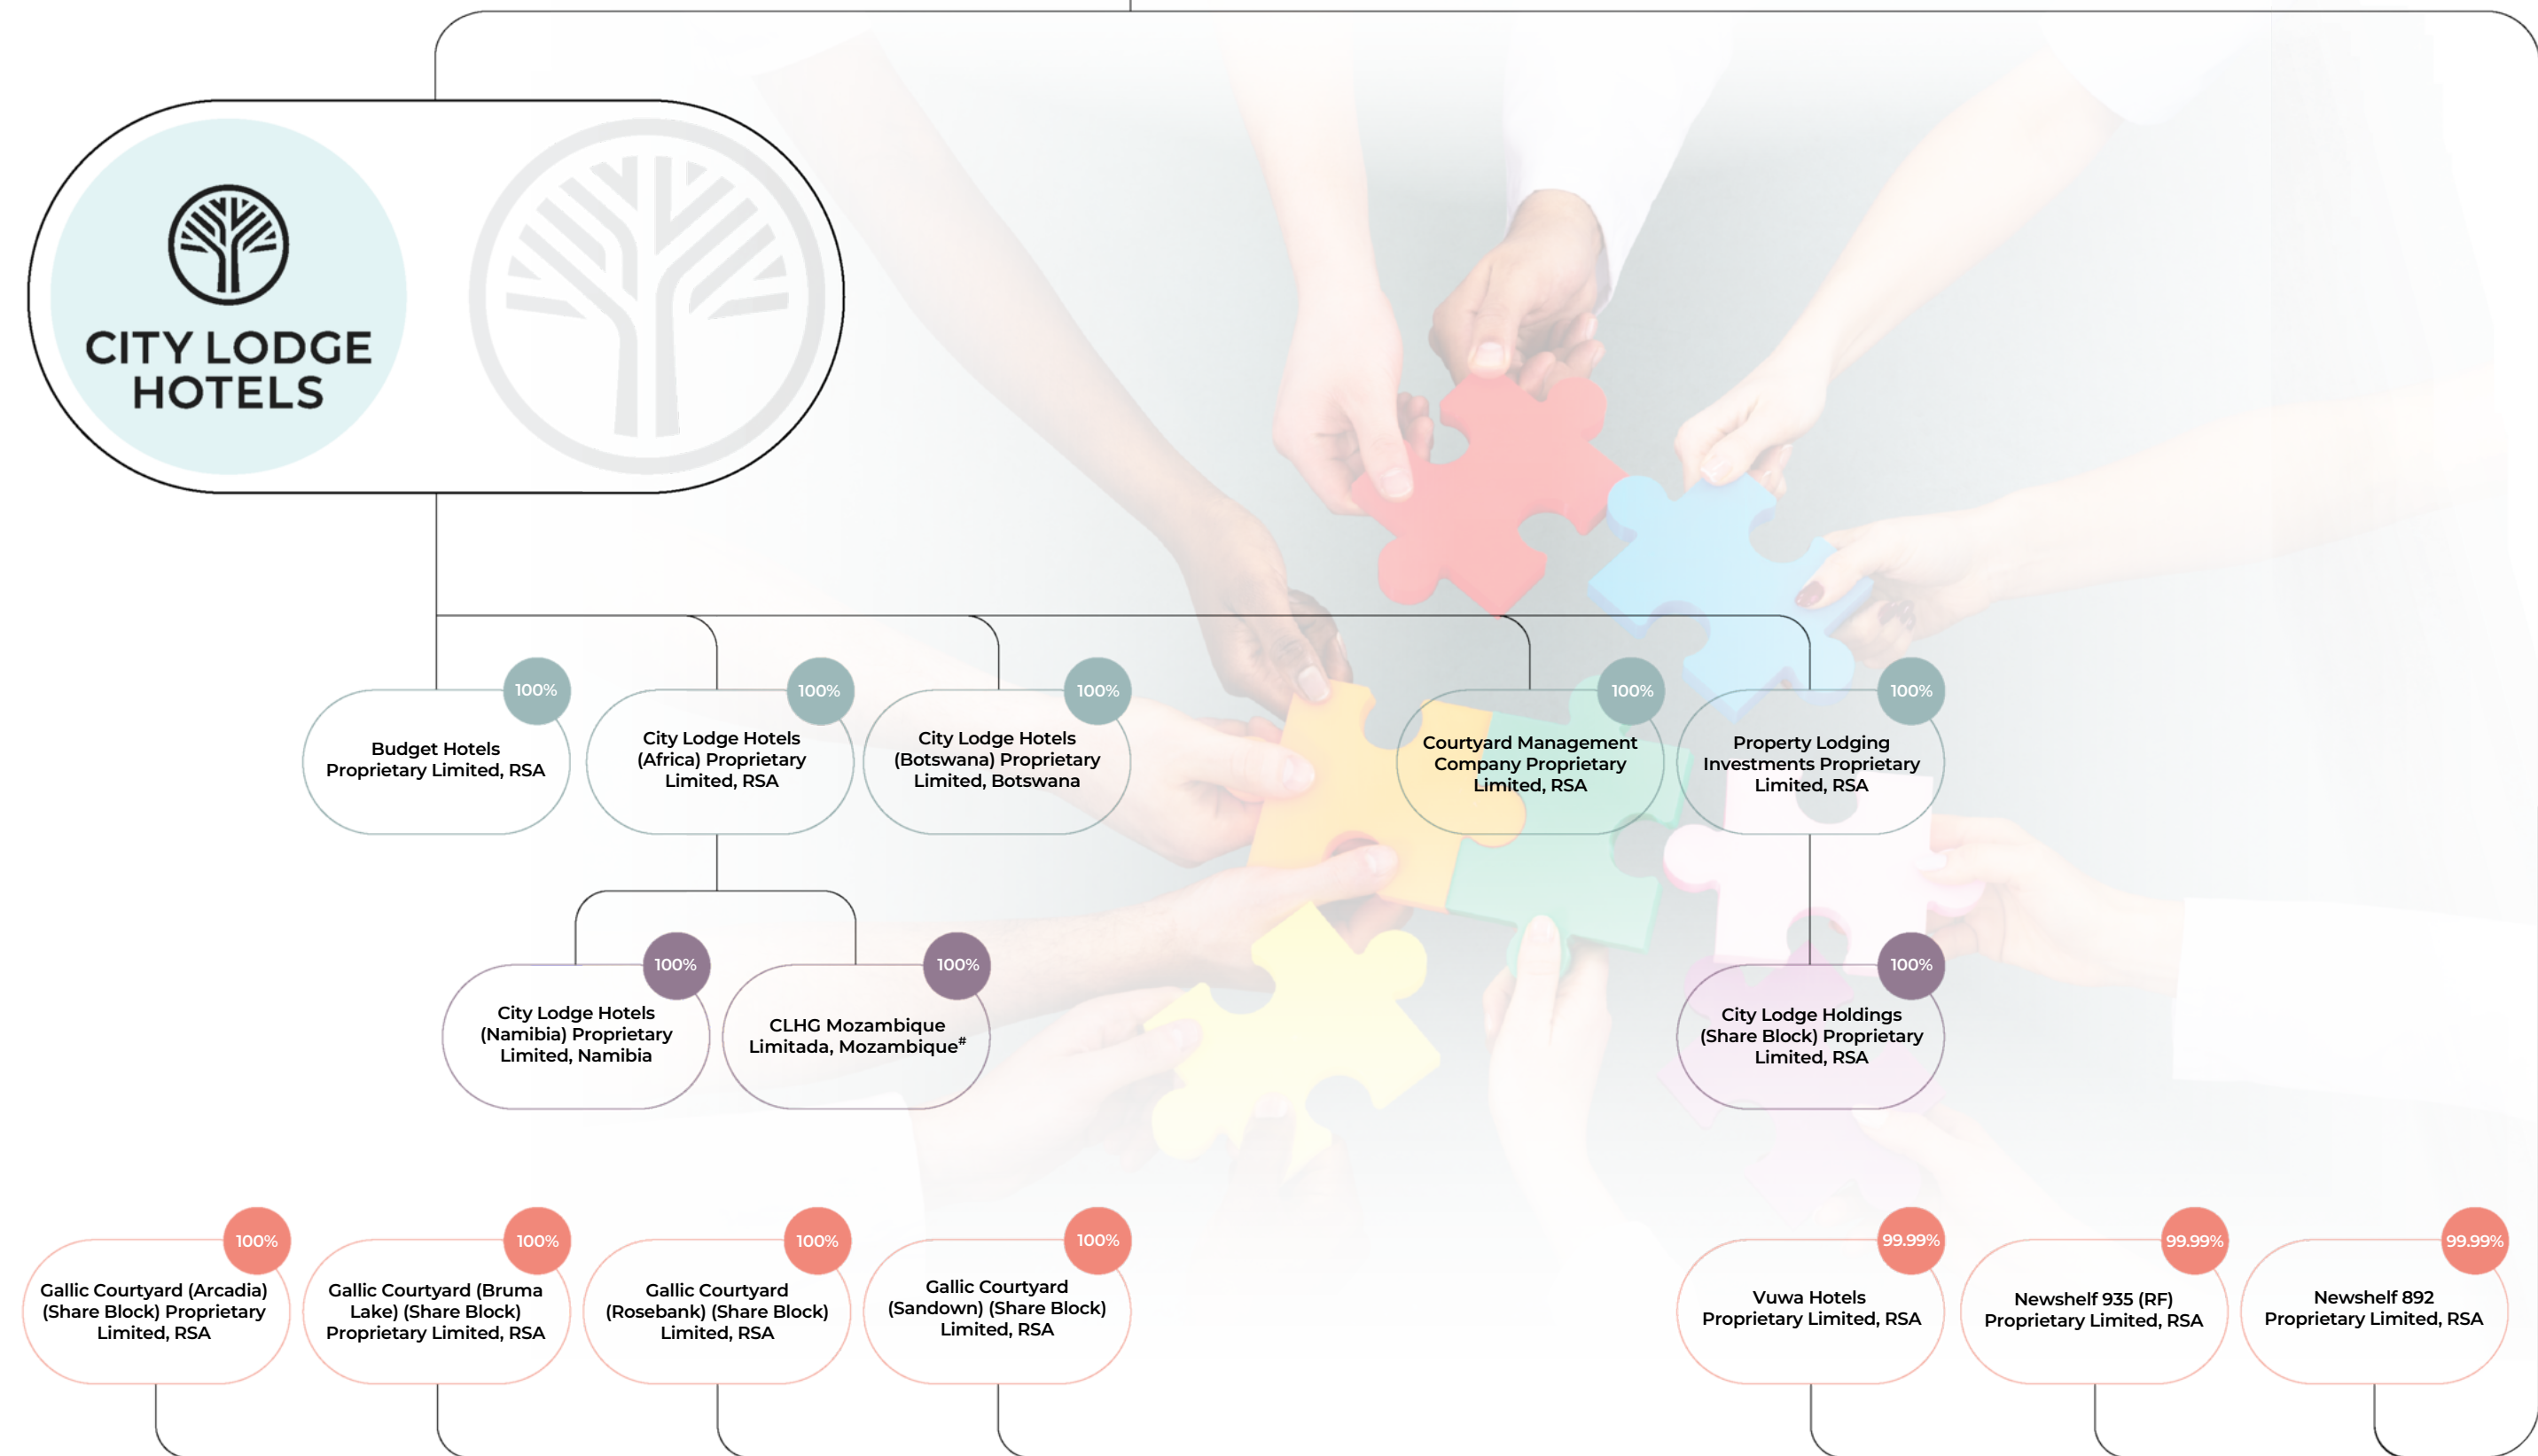 CITY LODGE
HOTELS
100%
Budget Hotels
Proprietary Limited, RSA
100%
City Lodge Hotels
(Africa) Proprietary
Limited, RSA
100%
City Lodge Hotels
(Botswana) Proprietary
Limited, Botswana
100%
Courtyard Management
Company Proprietary
Limited, RSA
100%
Property Lodging
Investments Proprietary
Limited, RSA
100%
City Lodge Hotels
(Namibia) Proprietary
Limited, Namibia
100%
CLHG Mozambique
Limitada, Mozambique#
100%
City Lodge Holdings
(Share Block) Proprietary
Limited, RSA
100%
Gallic Courtyard (Arcadia)
(Share Block) Proprietary
Limited, RSA
100%
Gallic Courtyard (Bruma
Lake) (Share Block)
Proprietary Limited, RSA
100%
Gallic Courtyard
(Rosebank) (Share Block)
Limited, RSA
100%
Gallic Courtyard
(Sandown) (Share Block)
Limited, RSA
99.99%
Vuwa Hotels
Proprietary Limited, RSA
99.99%
Newshelf 935 (RF)
Proprietary Limited, RSA
99.99%
Newshelf 892
Proprietary Limited, RSA